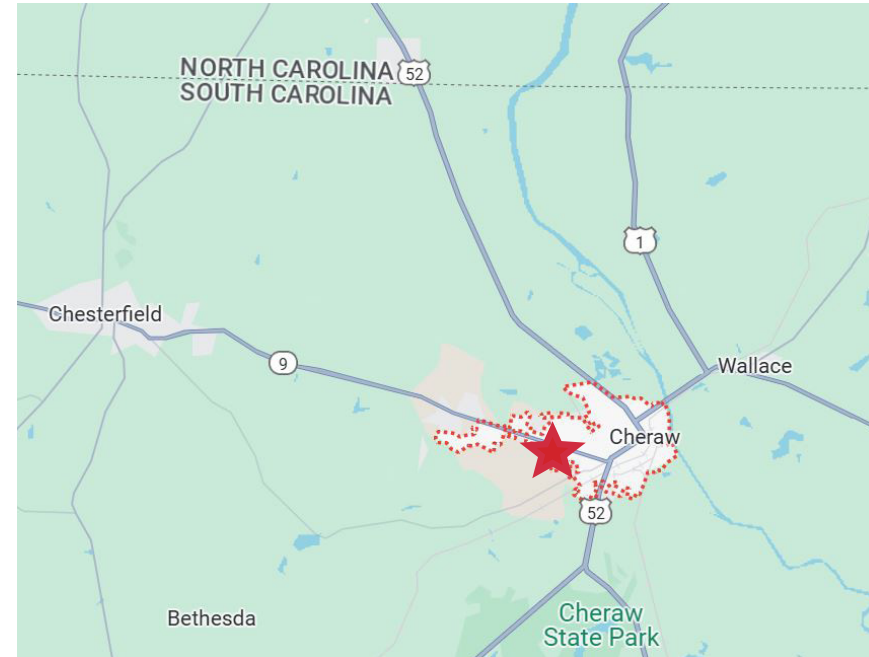 NORTH CAROLINA
52
SOUTH CAROLINA
1
Chesterfield
9
Wallace
Cheraw
52
Bethesda
Cheraw
State Park